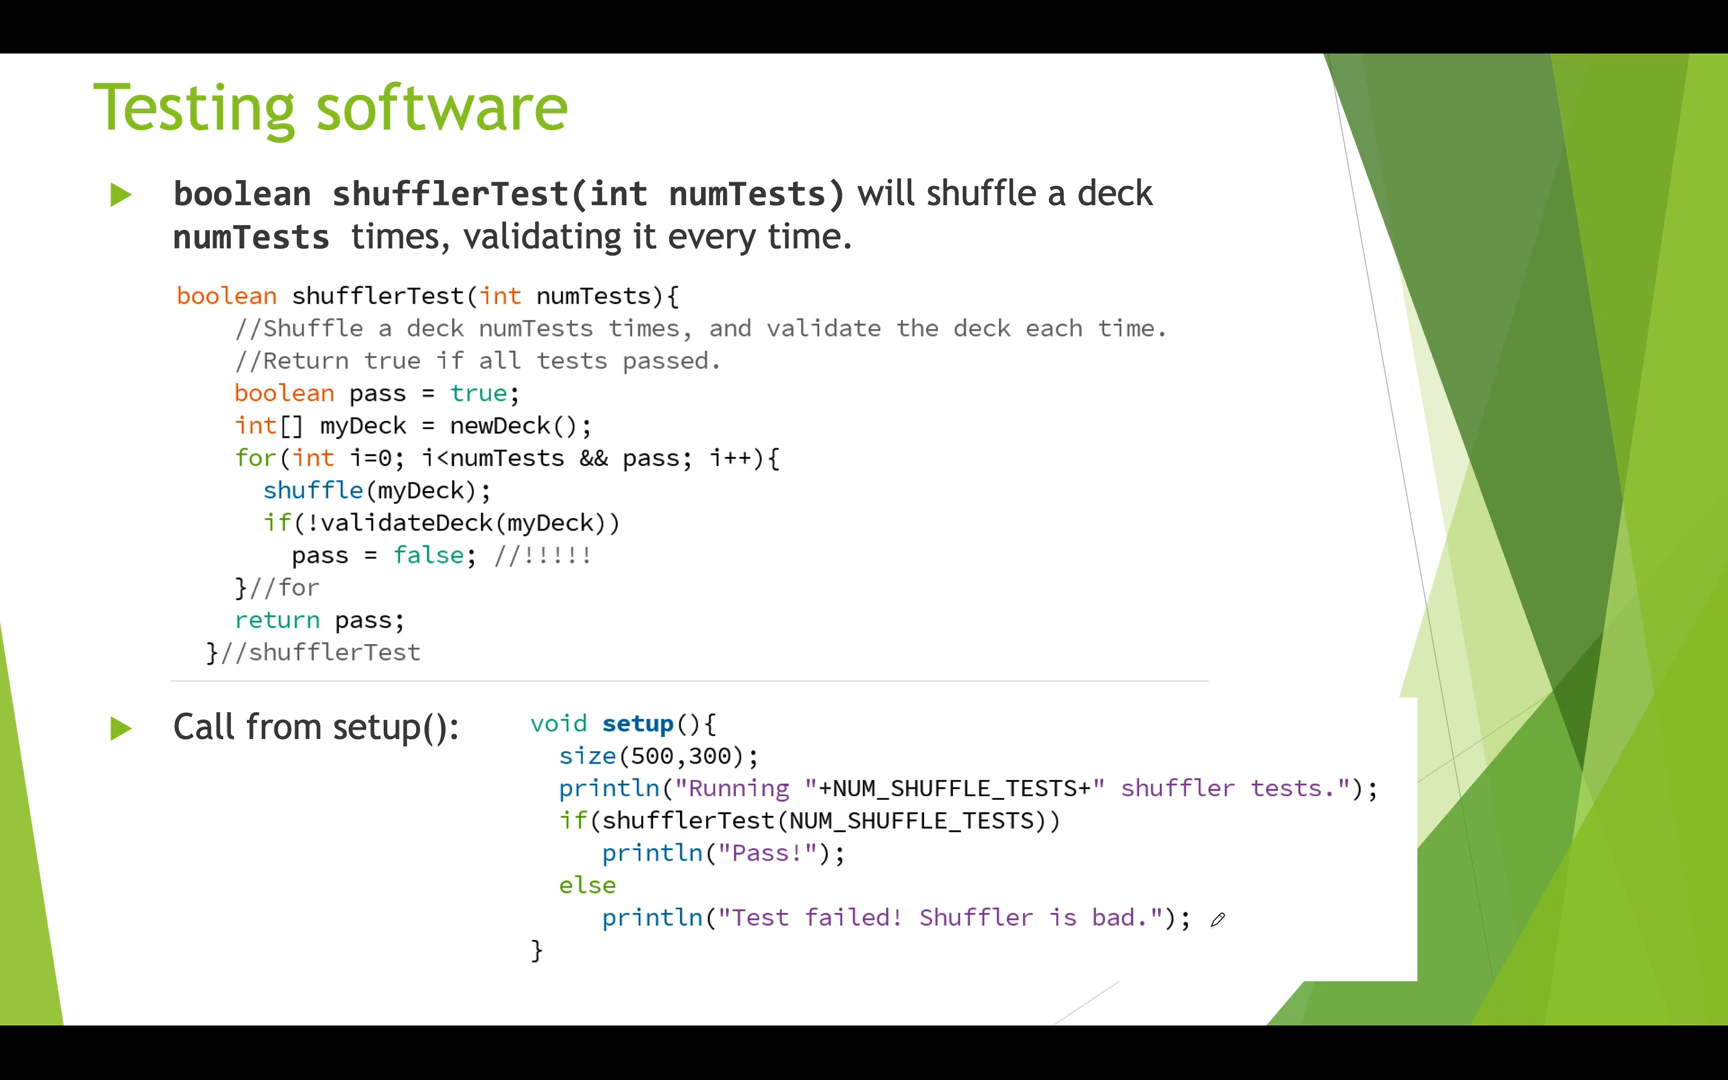 Testing software
boolean shufflerTest(int numTests) will shuffle a deck
numTests times, validating it every time.
boolean shufflerTest(int numTests){
//Shuffle a deck numTests times, and validate the deck each time.
//Return true if all tests passed.
boolean pass = true;
int[] myDeck = newDeck();
for(int i=0; i<numTests && pass; i++){
shuffle(myDeck);
if(!validateDeck(myDeck))
pass = false; //!!!!!
}//for
return pass;
}//shufflerTest
Call from setup():
void setup(){
size(500,300);
println("Running "+NUM_SHUFFLE_TESTS+" shuffler tests.");
if(shufflerTest(NUM_SHUFFLE_TESTS))
println("Pass!");
else
println("Test failed! Shuffler is bad.");
}